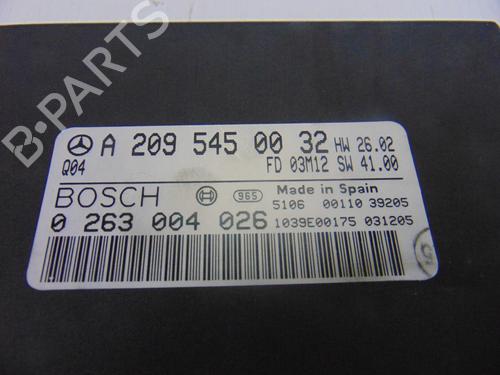 A 209 545 00 32 HW 26.02
Q04 FD 03M12 SW 41.00
BOSCH 965 Made in Spain
5106 00110 39205
0 263 004 026 1039E00175 031205
B-PARTS